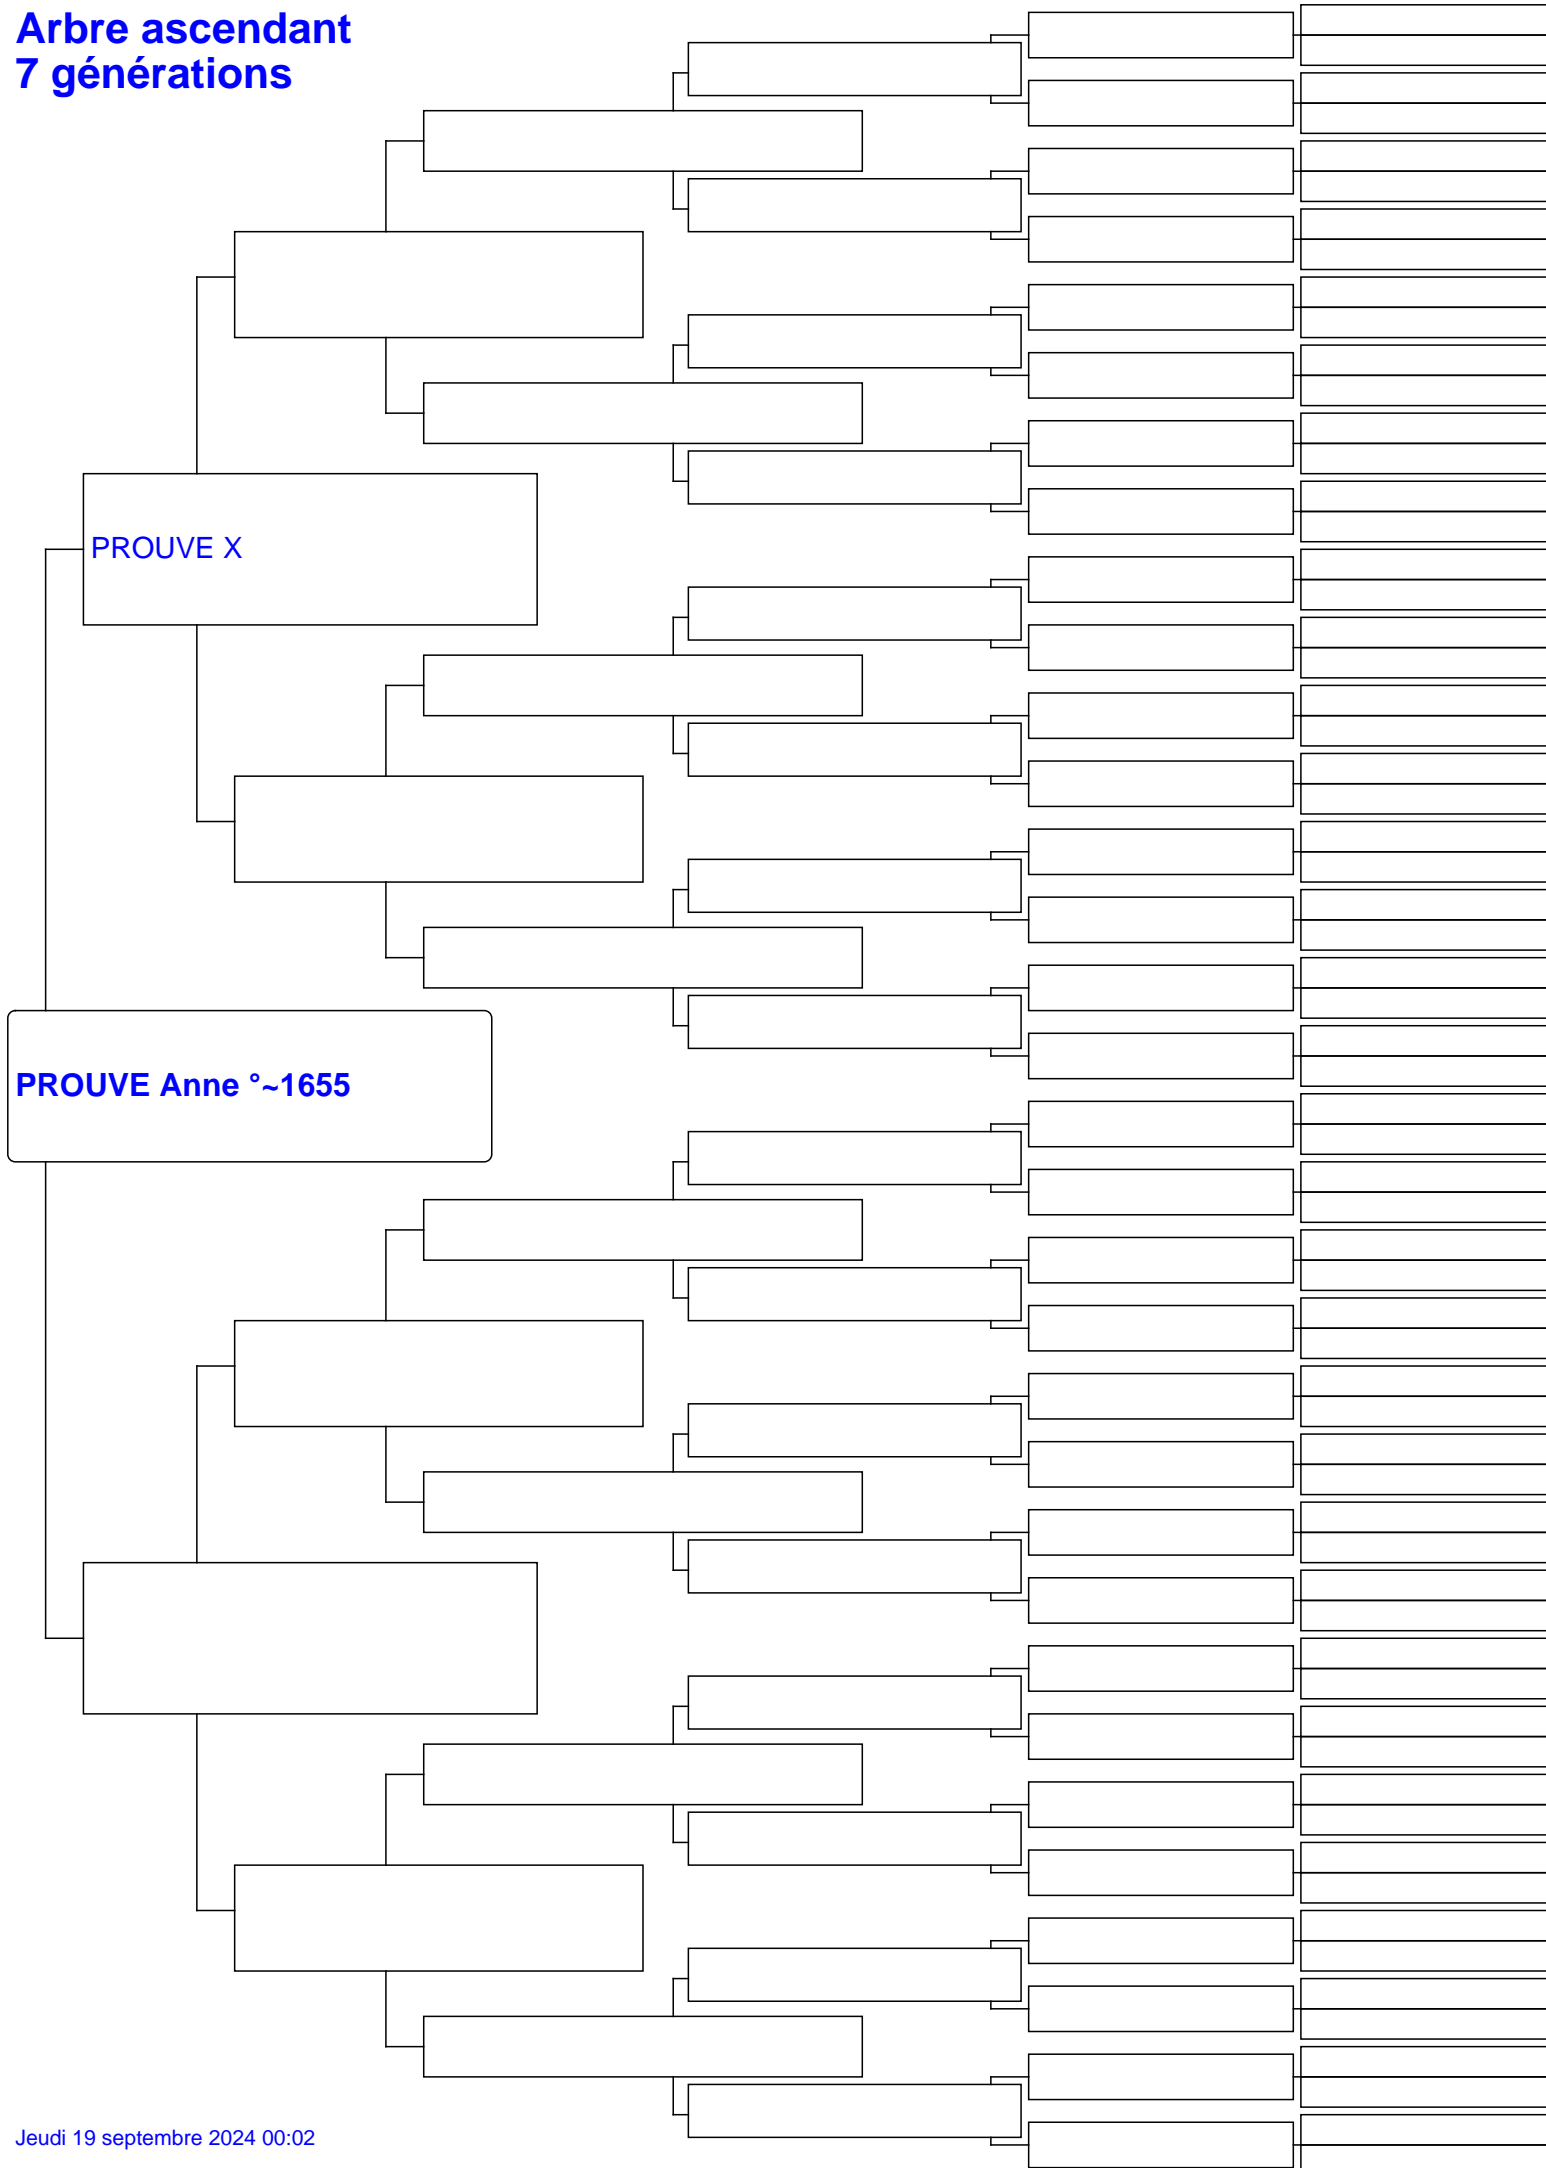 Arbre ascendant
7 générations
PROUVE X
PROUVE Anne °~1655
Jeudi 19 septembre 2024 00:02